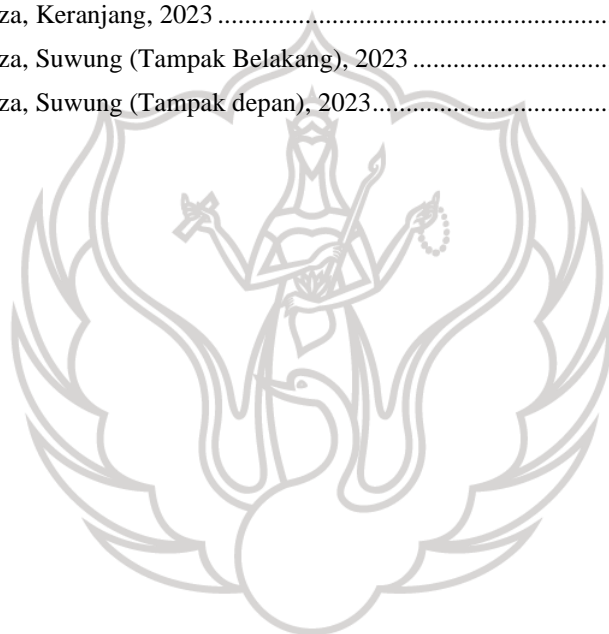 za, Keranjang, 2023 ............................................................
za, Suwung (Tampak Belakang), 2023 ..............................
za, Suwung (Tampak depan), 2023....................................